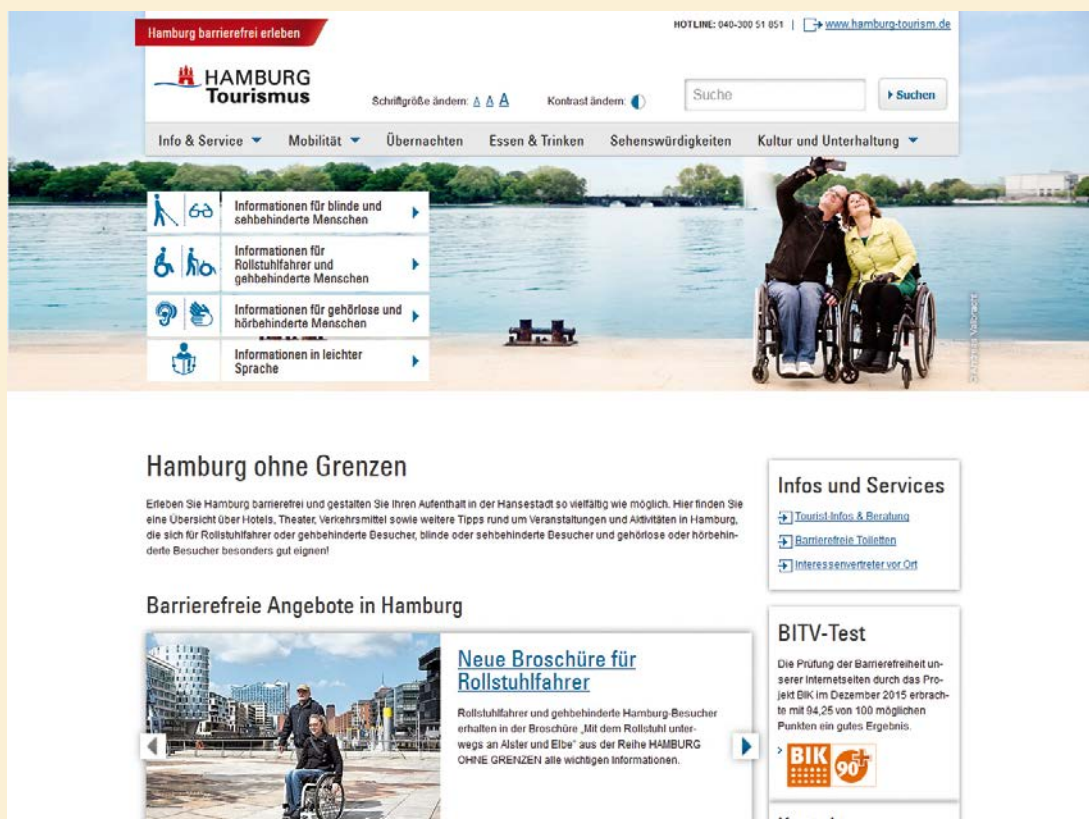 Hamburg barrierefrei erleben
HOTLINE: 040-300 51 851 | www.hamburg-tourism.de
HAMBURG
Tourismus
Schriftgröße ändern: A A A
Kontrast ändern:
Suche
Suchen
Info & Service
Mobilität
Übernachten
Essen & Trinken
Sehenswürdigkeiten
Kultur und Unterhaltung
Informationen für blinde und
sehbehinderte Menschen
Informationen für
Rollstuhlfahrer und
gehbehinderte Menschen
Informationen für gehörlose und
hörbehinderte Menschen
Informationen in leichter
Sprache
Hamburg ohne Grenzen
Erleben Sie Hamburg barrierefrei und gestalten Sie Ihren Aufenthalt in der Hansestadt so vielfältig wie möglich. Hier finden Sie
eine Übersicht über Hotels, Theater, Verkehrsmittel sowie weitere Tipps rund um Veranstaltungen und Aktivitäten in Hamburg,
die sich für Rollstuhlfahrer oder gehbehinderte Besucher, blinde oder sehbehinderte Besucher und gehörlose oder hörbehin-
derte Besucher besonders gut eignen!
Barrierefreie Angebote in Hamburg
Neue Broschüre für
Rollstuhlfahrer
Rollstuhlfahrer und gehbehinderte Hamburg-Besucher
erhalten in der Broschüre „Mit dem Rollstuhl unter-
wegs an Alster und Elbe“ aus der Reihe HAMBURG
OHNE GRENZEN alle wichtigen Informationen.
Infos und Services
Tourist-Infos & Beratung
Barrierefreie Toiletten
Interessenvertreter vor Ort
BITV-Test
Die Prüfung der Barrierefreiheit un-
serer Internetseiten durch das Pro-
jekt BIK im Dezember 2015 erbrach-
te mit 94,25 von 100 möglichen
Punkten ein gutes Ergebnis.
BIK 90+